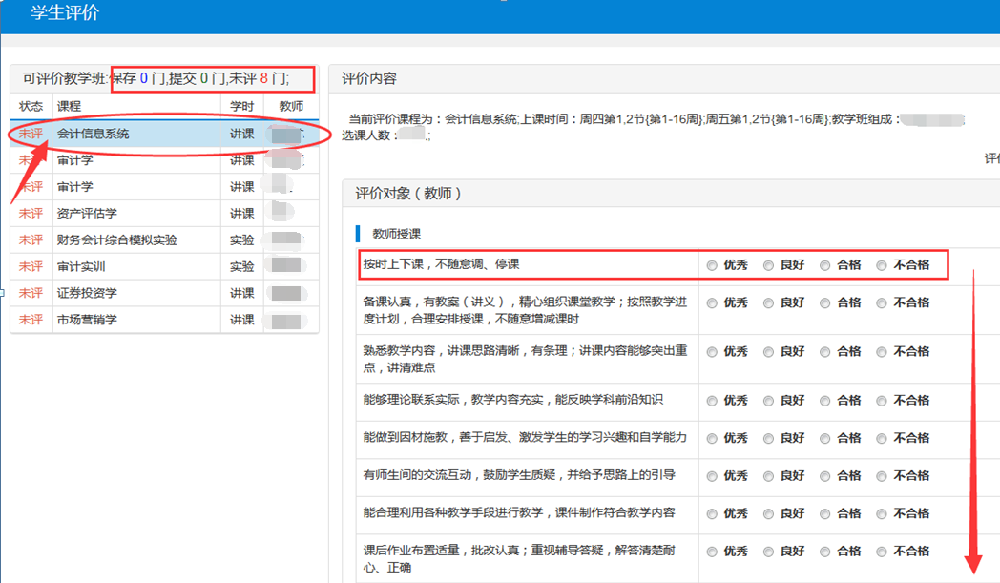 学生评价
可评价教学班:保存 0 门,提交 0 门,未评 8 门;
状态 课程 学时 教师
未评 会计信息系统 讲课
未评 审计学 讲课
未评 审计学 讲课
未评 资产评估学 讲课
未评 财务会计综合模拟实验 实验
未评 审计实训 实验
未评 证券投资学 讲课
未评 市场营销学 讲课
评价内容
当前评价课程为：会计信息系统;上课时间：周四第1,2节{第1-16周};周五第1,2节{第1-16周};教学班组成：
选课人数：
评价对象（教师）
教师授课
按时上下课，不随意调、停课 优秀 良好 合格 不合格
备课认真，有教案（讲义），精心组织课堂教学；按照教学进
度计划，合理安排授课，不随意增减课时 优秀 良好 合格 不合格
熟悉教学内容，讲课思路清晰，有条理；讲课内容能够突出重
点，讲清难点 优秀 良好 合格 不合格
能够理论联系实际，教学内容充实，能反映学科前沿知识 优秀 良好 合格 不合格
能做到因材施教，善于启发、激发学生的学习兴趣和自学能力 优秀 良好 合格 不合格
有师生间的交流互动，鼓励学生质疑，并给予思路上的引导 优秀 良好 合格 不合格
能合理利用各种教学手段进行教学，课件制作符合教学内容 优秀 良好 合格 不合格
课后作业布置适量，批改认真；重视辅导答疑，解答清楚耐
心、正确 优秀 良好 合格 不合格